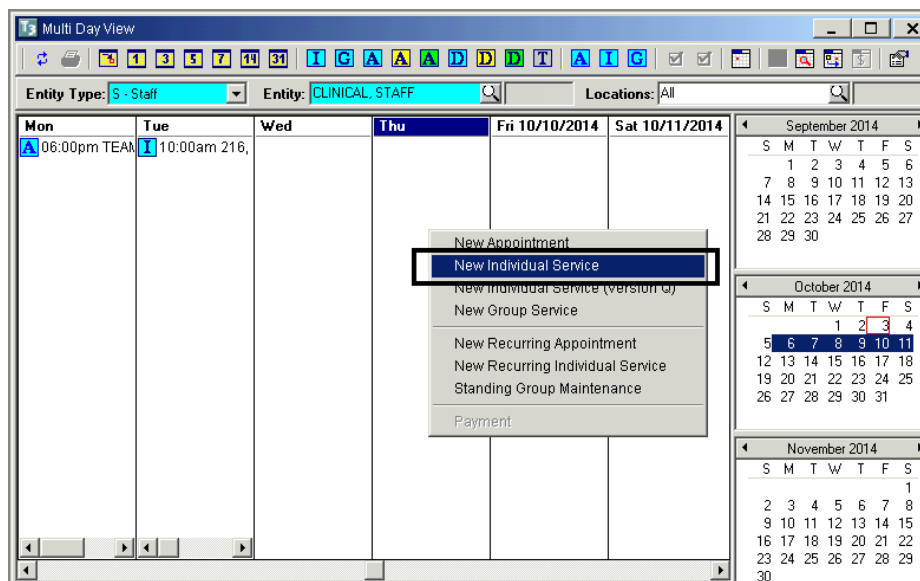 Multi Day View
1 3 5 7 14 31 I G A A A D D D T A I G
Entity Type: S - Staff Entity: CLINICAL, STAFF Locations: All
Mon Tue Wed Thu Fri 10/10/2014 Sat 10/11/2014
A 06:00pm TEAM I 10:00am 216,
New Appointment
New Individual Service
New Individual Service (Version Q)
New Group Service
New Recurring Appointment
New Recurring Individual Service
Standing Group Maintenance
Payment
September 2014
S M T W T F S
1 2 3 4 5 6
7 8 9 10 11 12 13
14 15 16 17 18 19 20
21 22 23 24 25 26 27
28 29 30
October 2014
S M T W T F S
1 2 3 4
5 6 7 8 9 10 11
12 13 14 15 16 17 18
19 20 21 22 23 24 25
26 27 28 29 30 31
November 2014
S M T W T F S
1
2 3 4 5 6 7 8
9 10 11 12 13 14 15
16 17 18 19 20 21 22
23 24 25 26 27 28 29
30